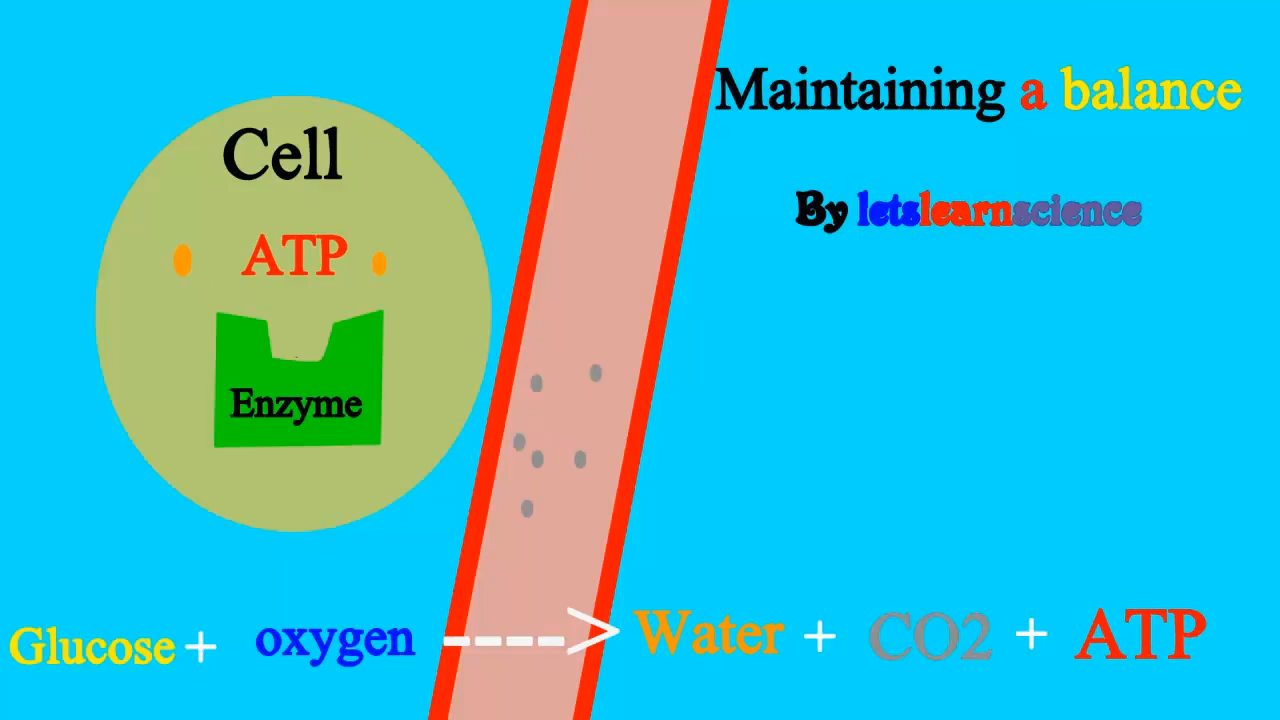 Maintaining a balance
By letslearnscience
Cell
ATP
Enzyme
Glucose + oxygen ----> Water + CO2 + ATP